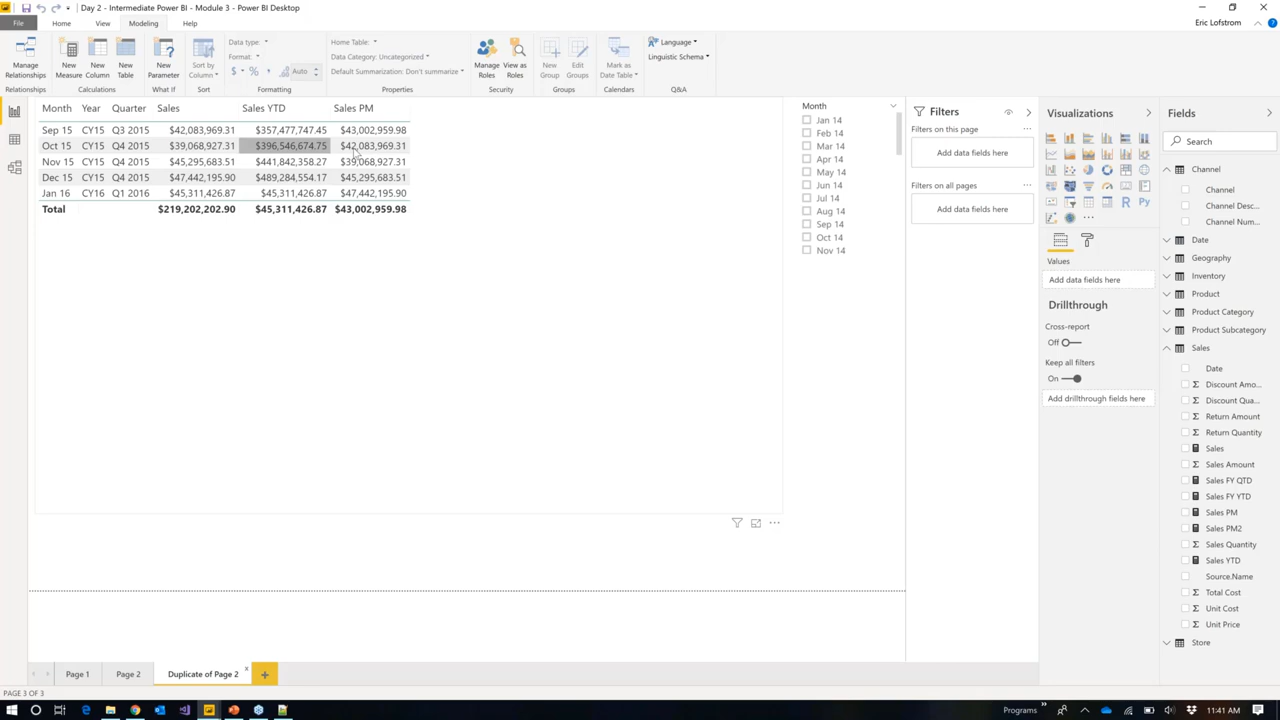 Day 2 - Intermediate Power BI - Module 3 - Power BI Desktop
File Home View Modeling Help
Eric Lofstrom
Manage Relationships
Relationships
New Measure
New Column
New Table
Calculations
New Parameter
What If
Sort by Column
Sort
Data type:
Format:
$ % , Auto
Formatting
Home Table:
Data Category: Uncategorized
Default Summarization: Don't summarize
Properties
Manage Roles
View as Roles
Security
New Group
Edit Groups
Groups
Mark as Date Table
Calendars
Language
Linguistic Schema
Q&A
Month Year Quarter Sales Sales YTD Sales PM
Sep 15 CY15 Q3 2015 $42,083,969.31 $357,477,747.45 $43,002,959.98
Oct 15 CY15 Q4 2015 $39,068,927.31 $396,546,674.75 $42,083,969.31
Nov 15 CY15 Q4 2015 $45,295,683.51 $441,842,358.27 $39,068,927.31
Dec 15 CY15 Q4 2015 $47,442,195.90 $489,284,554.17 $45,295,683.51
Jan 16 CY16 Q1 2016 $45,311,426.87 $45,311,426.87 $47,442,195.90
Total $219,202,202.90 $45,311,426.87 $43,002,959.98
Month
Jan 14
Feb 14
Mar 14
Apr 14
May 14
Jun 14
Jul 14
Aug 14
Sep 14
Oct 14
Nov 14
Filters
Filters on this page
Add data fields here
Filters on all pages
Add data fields here
Visualizations
R Py
Values
Add data fields here
Drillthrough
Cross-report
Off
Keep all filters
On
Add drillthrough fields here
Fields
Search
Channel
Channel
Channel Desc...
Channel Num...
Date
Geography
Inventory
Product
Product Category
Product Subcategory
Sales
Date
Discount Amo...
Discount Qua...
Return Amount
Return Quantity
Sales
Sales Amount
Sales FY QTD
Sales FY YTD
Sales PM
Sales PM2
Sales Quantity
Sales YTD
Source.Name
Total Cost
Unit Cost
Unit Price
Store
Page 1 Page 2 Duplicate of Page 2
PAGE 3 OF 3
Programs
11:41 AM